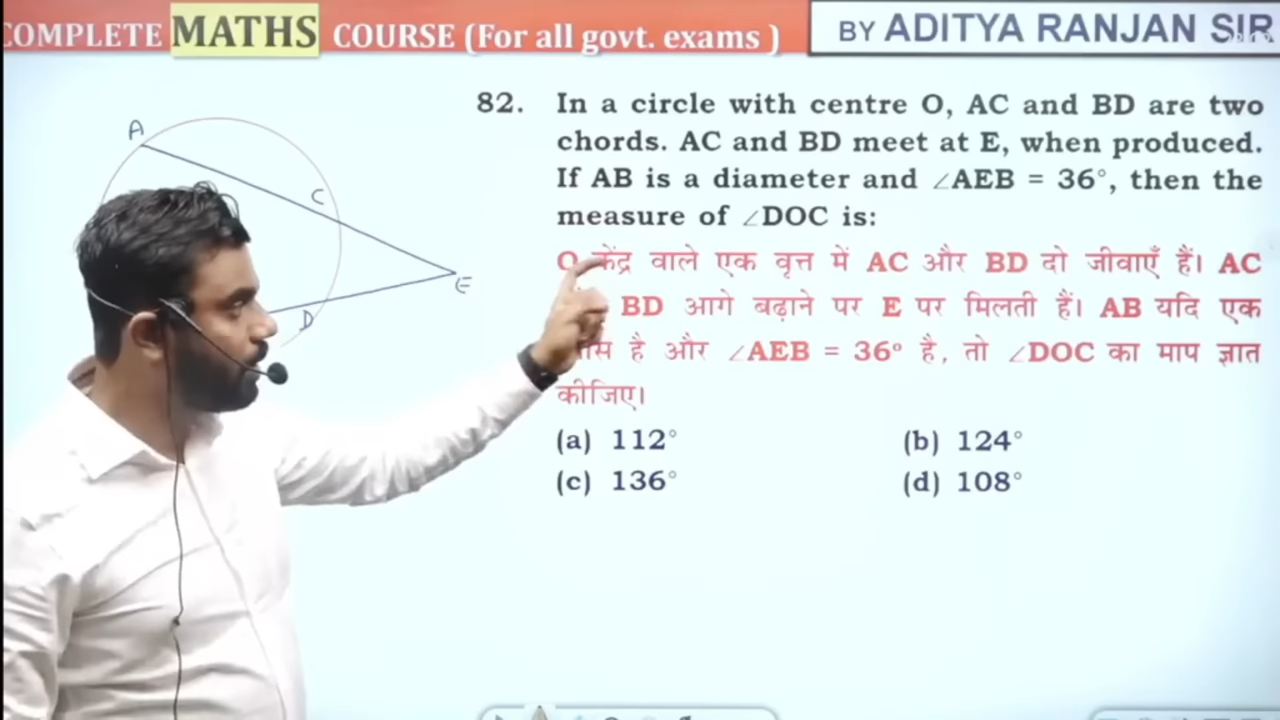 COMPLETE MATHS COURSE (For all govt. exams ) BY ADITYA RANJAN SIR
82. In a circle with centre O, AC and BD are two
chords. AC and BD meet at E, when produced.
If AB is a diameter and ∠AEB = 36°, then the
measure of ∠DOC is:
O केंद्र वाले एक वृत्त में AC और BD दो जीवाएँ हैं। AC
BD आगे बढ़ाने पर E पर मिलती हैं। AB यदि एक
है और ∠AEB = 36° है, तो ∠DOC का माप ज्ञात
कीजिए।
(a) 112° (b) 124°
(c) 136° (d) 108°
A
C
E
D